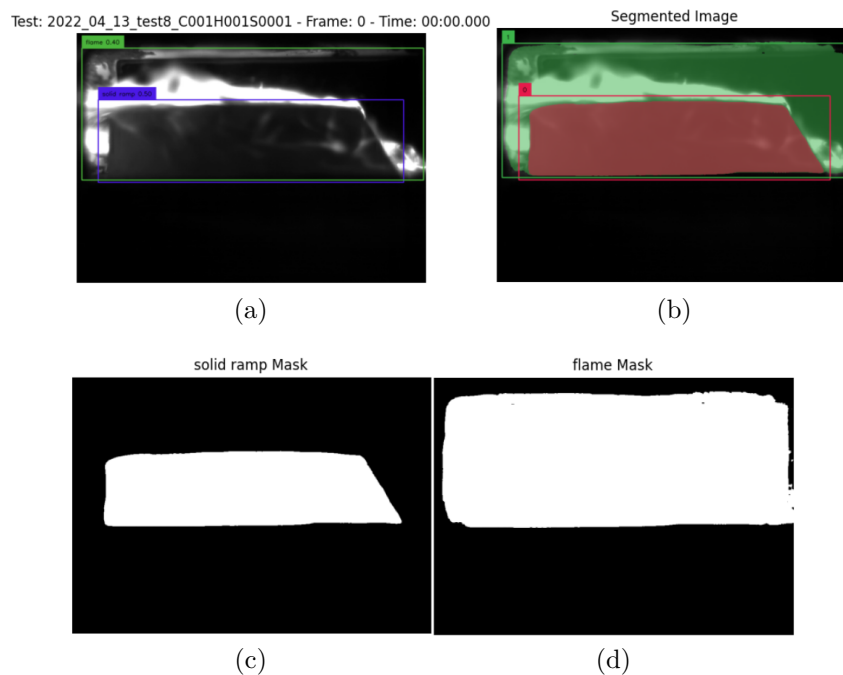 Test: 2022_04_13_test8_C001H001S0001 - Frame: 0 - Time: 00:00.000
flame 0.40
solid ramp 0.50
(a)
Segmented Image
1
0
(b)
solid ramp Mask
(c)
flame Mask
(d)